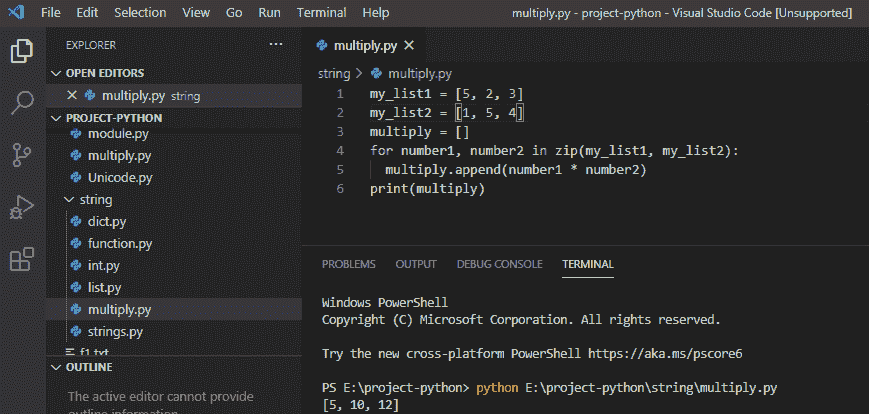 File Edit Selection View Go Run Terminal Help multiply.py - project-python - Visual Studio Code [Unsupported]
EXPLORER ...
OPEN EDITORS
multiply.py string
PROJECT-PYTHON
module.py
multiply.py
Unicode.py
string
dict.py
function.py
int.py
list.py
multiply.py
strings.py
f1.txt
OUTLINE
The active editor cannot provide
outline information.
multiply.py
string > multiply.py
1 my_list1 = [5, 2, 3]
2 my_list2 = [1, 5, 4]
3 multiply = []
4 for number1, number2 in zip(my_list1, my_list2):
5 multiply.append(number1 * number2)
6 print(multiply)
PROBLEMS OUTPUT DEBUG CONSOLE TERMINAL
Windows PowerShell
Copyright (C) Microsoft Corporation. All rights reserved.
Try the new cross-platform PowerShell https://aka.ms/pscore6
PS E:\project-python> python E:\project-python\string\multiply.py
[5, 10, 12]